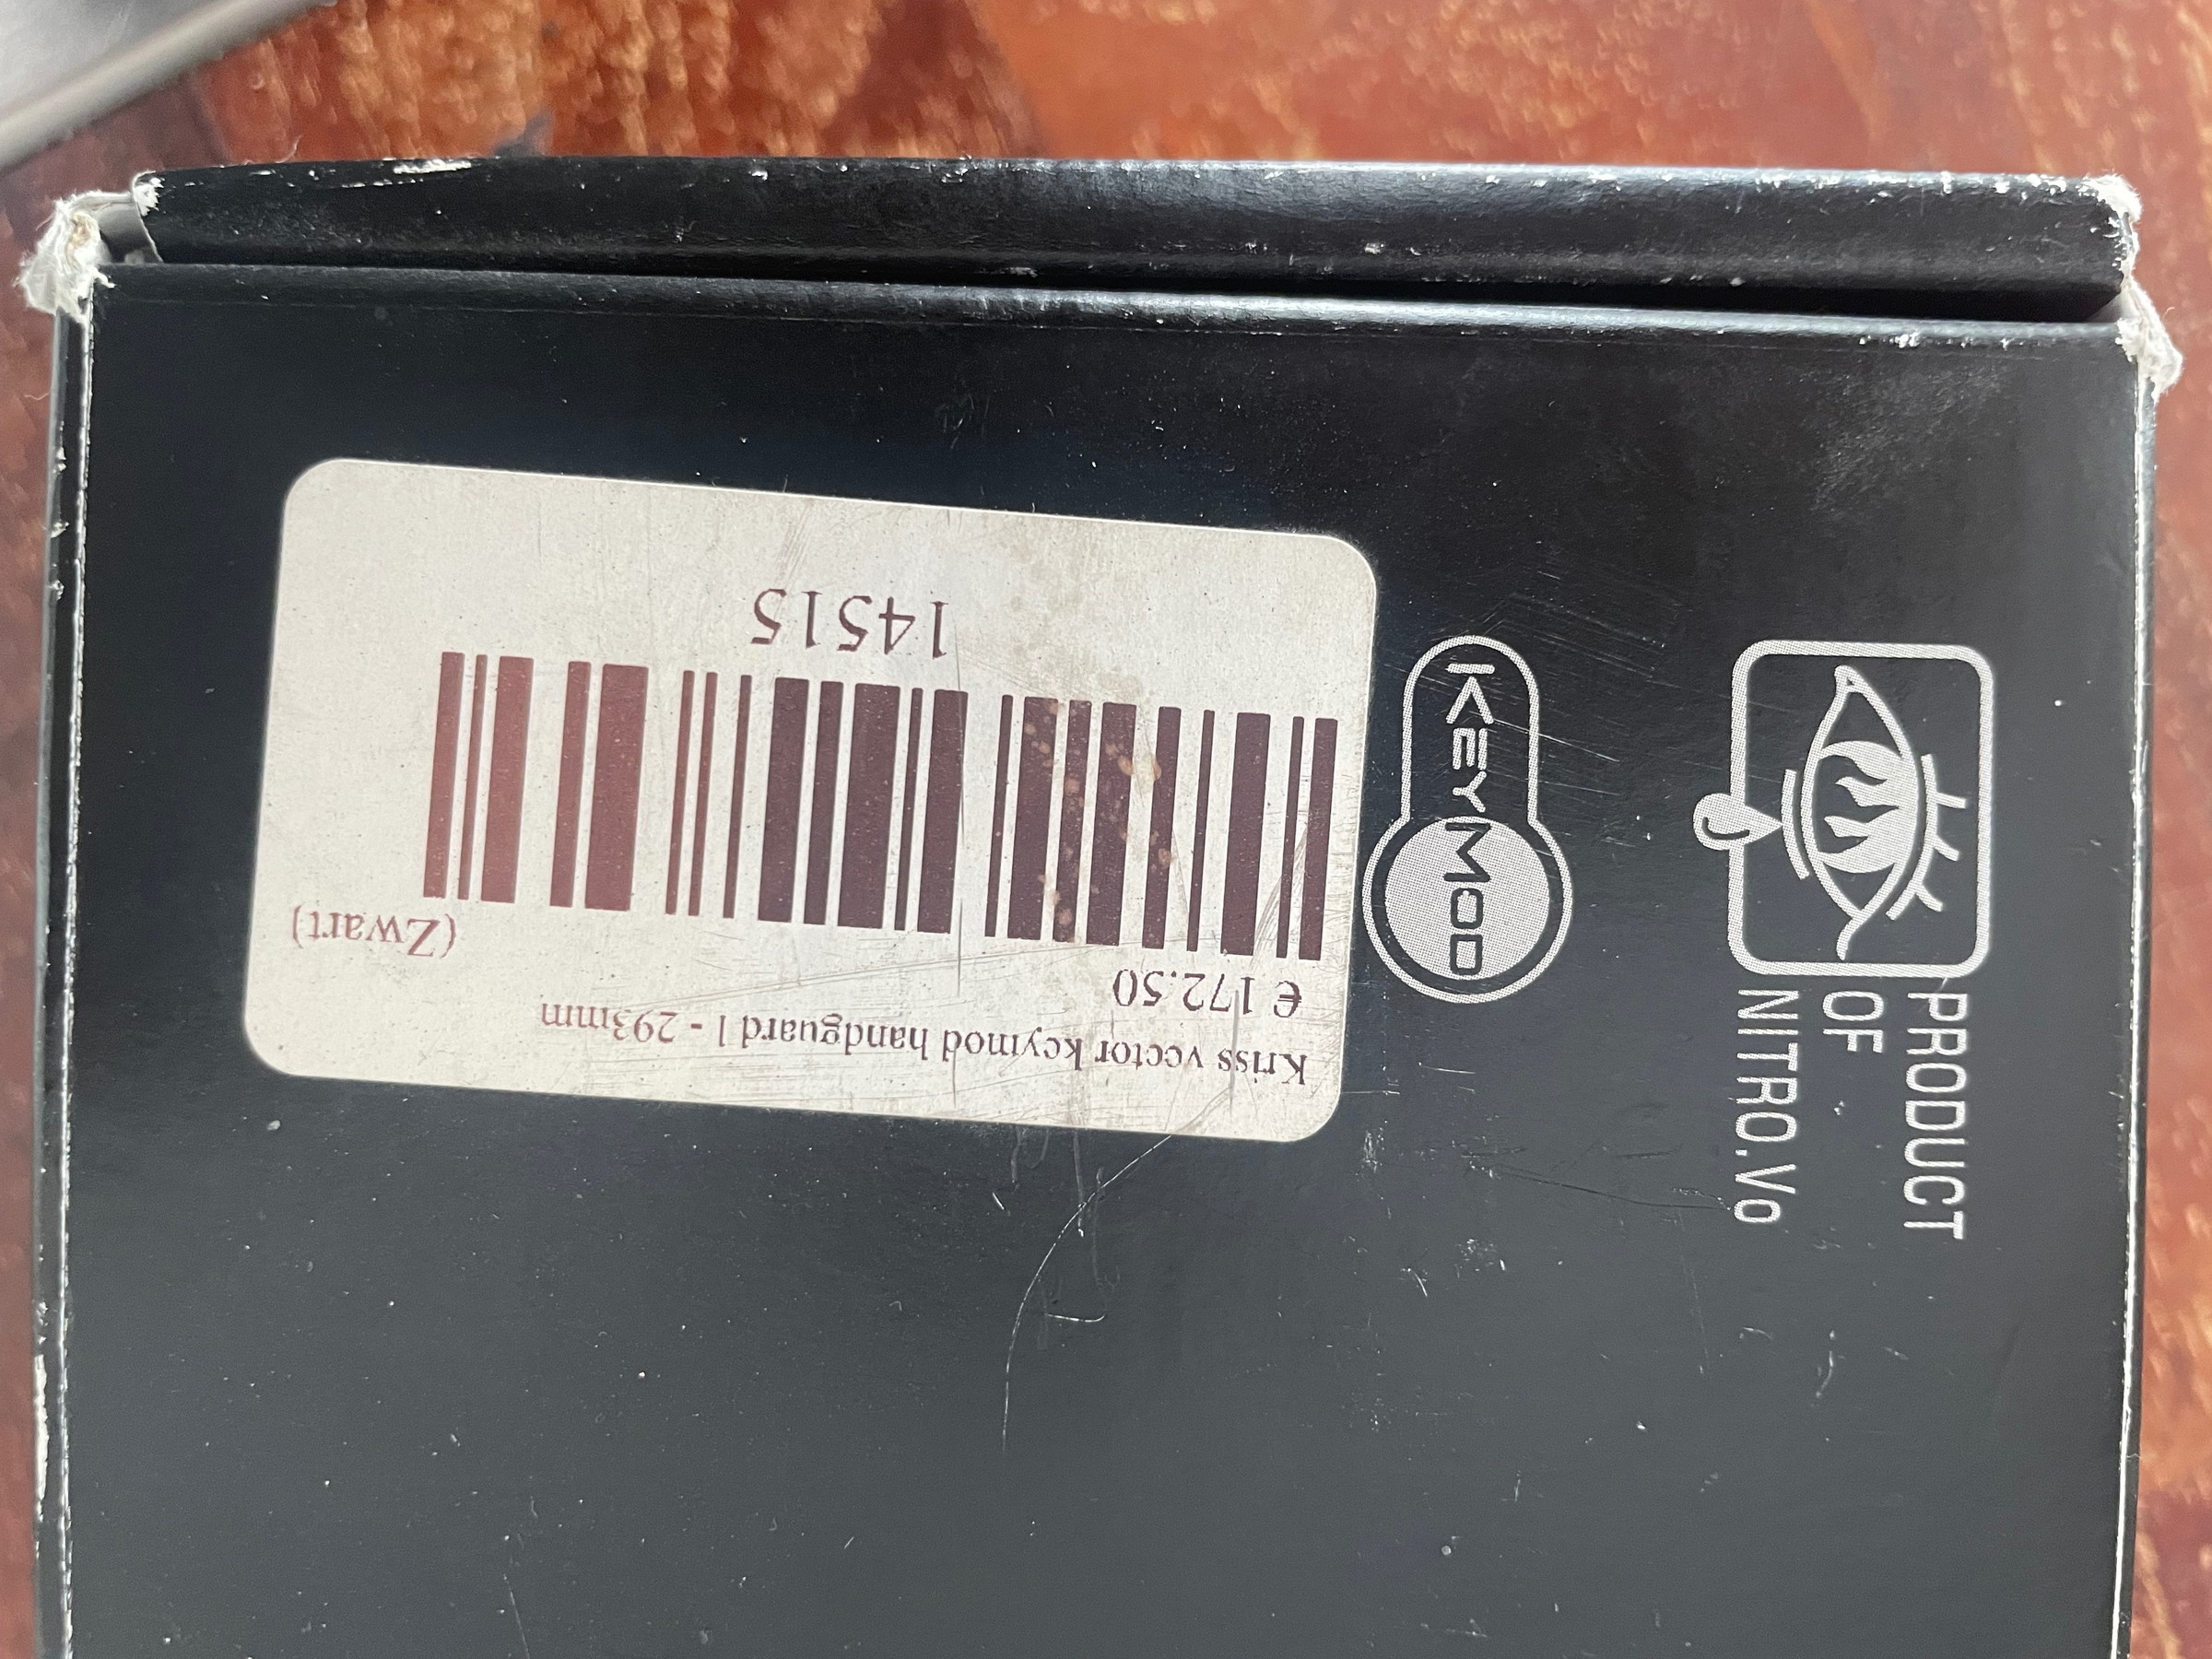 Kriss vector keymod handguard l - 293mm
€ 172.50
(Zwart)
14515
KEYMOD
PRODUCT
OF
NITRO.Vo